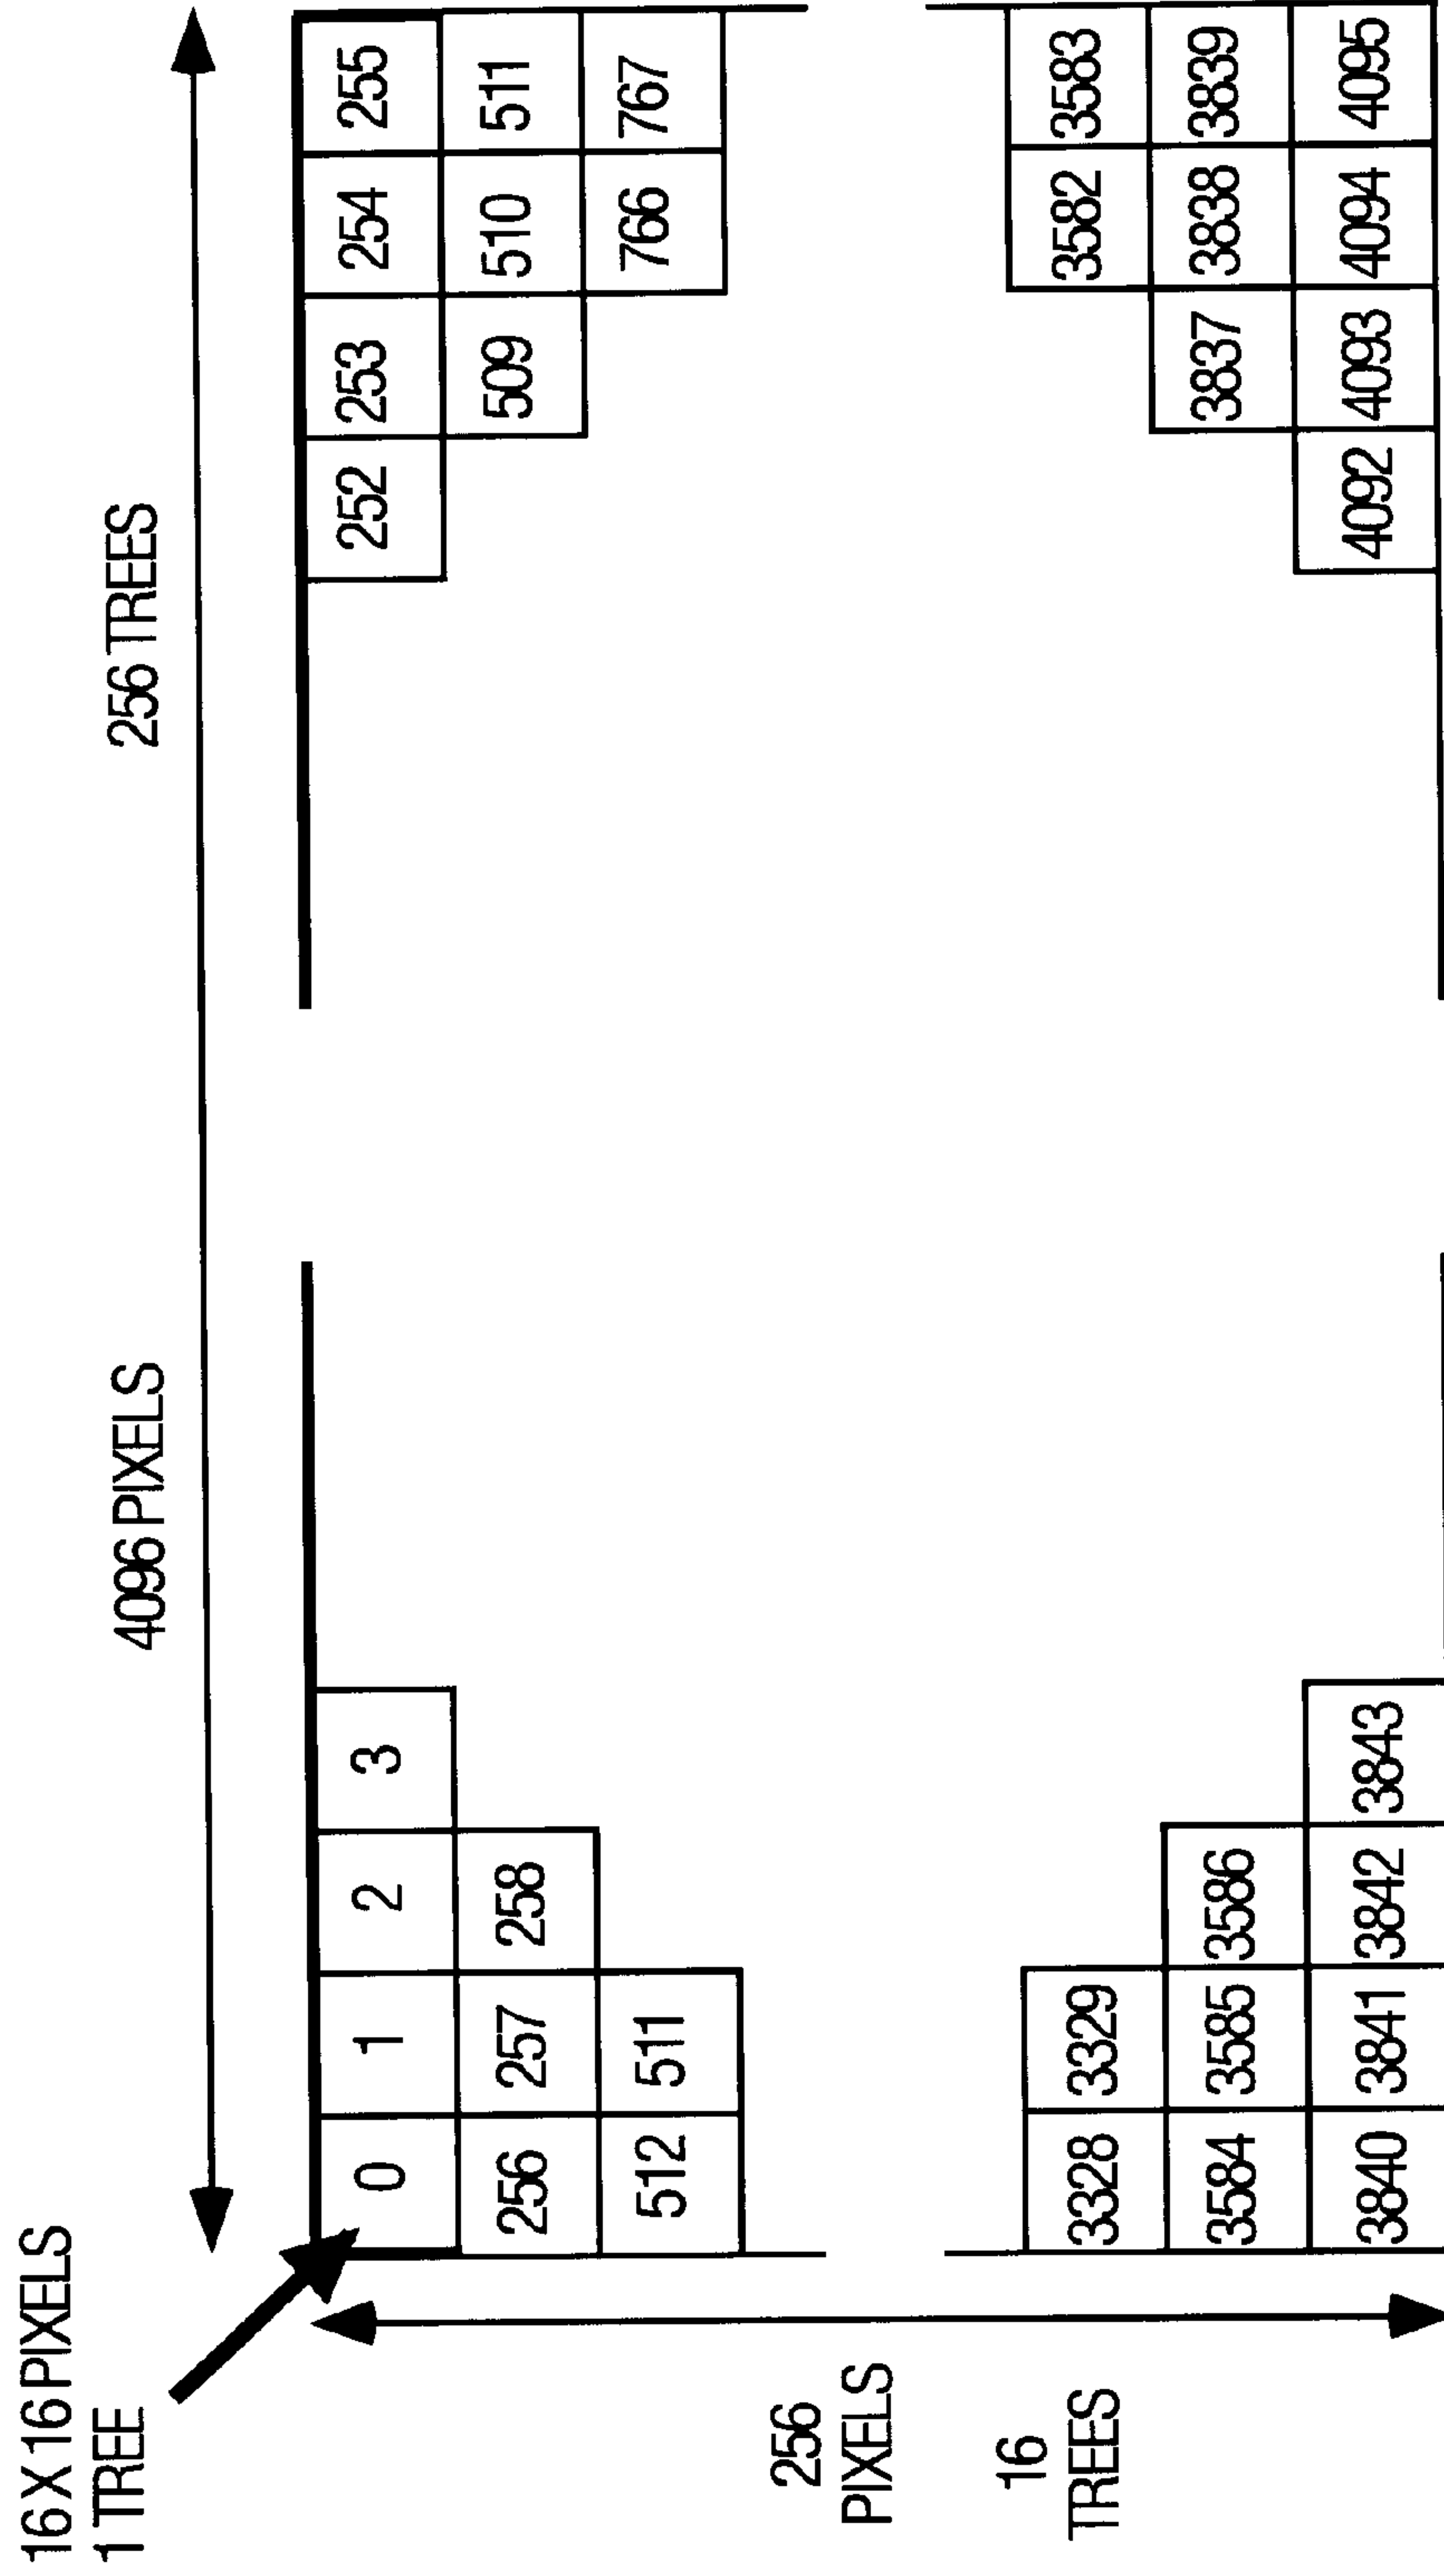 16 X 16 PIXELS
1 TREE
4096 PIXELS
256 TREES
0 1 2 3
252 253 254 255
256 257 258
509 510 511
512 511
766 767
256
PIXELS
16
TREES
3328 3329
3582 3583
3584 3585 3586
3837 3838 3839
3840 3841 3842 3843
4092 4093 4094 4095